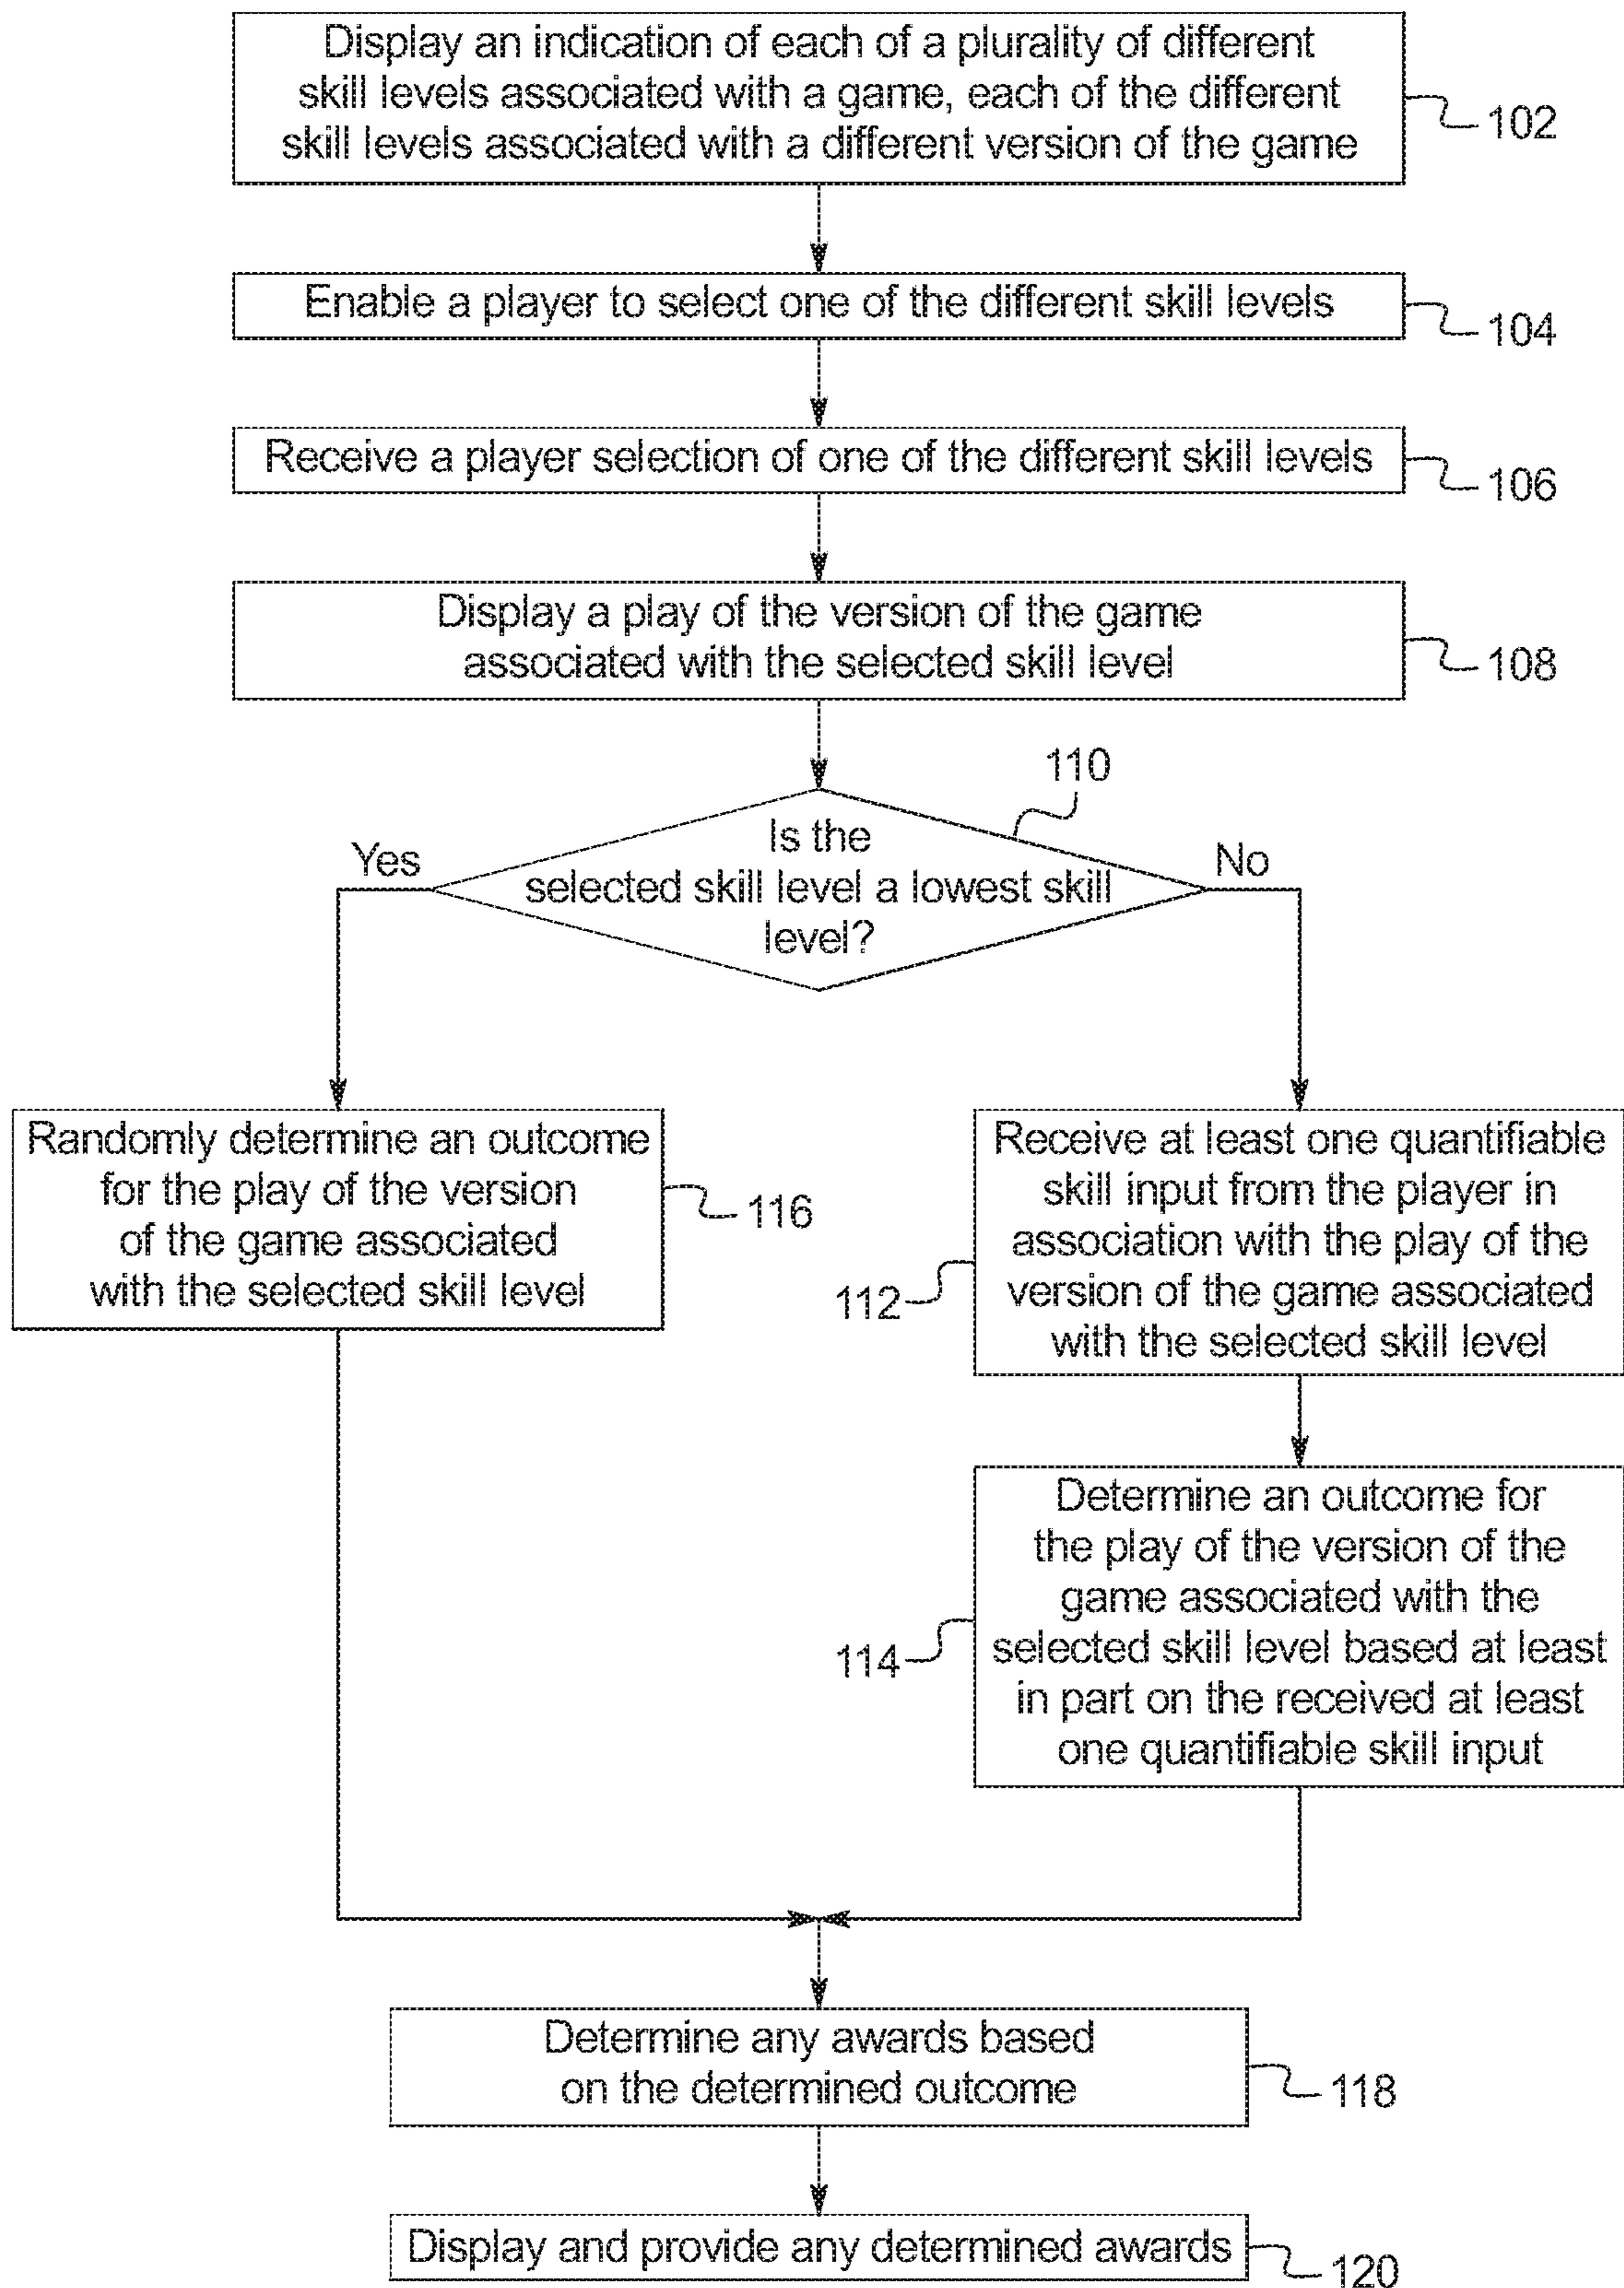 Display an indication of each of a plurality of different
skill levels associated with a game, each of the different
skill levels associated with a different version of the game
102
Enable a player to select one of the different skill levels
104
Receive a player selection of one of the different skill levels
106
Display a play of the version of the game
associated with the selected skill level
108
110
Is the
selected skill level a lowest skill
level?
Yes
No
Randomly determine an outcome
for the play of the version
of the game associated
with the selected skill level
116
Receive at least one quantifiable
skill input from the player in
association with the play of the
version of the game associated
with the selected skill level
112
Determine an outcome for
the play of the version of the
game associated with the
selected skill level based at least
in part on the received at least
one quantifiable skill input
114
Determine any awards based
on the determined outcome
118
Display and provide any determined awards
120